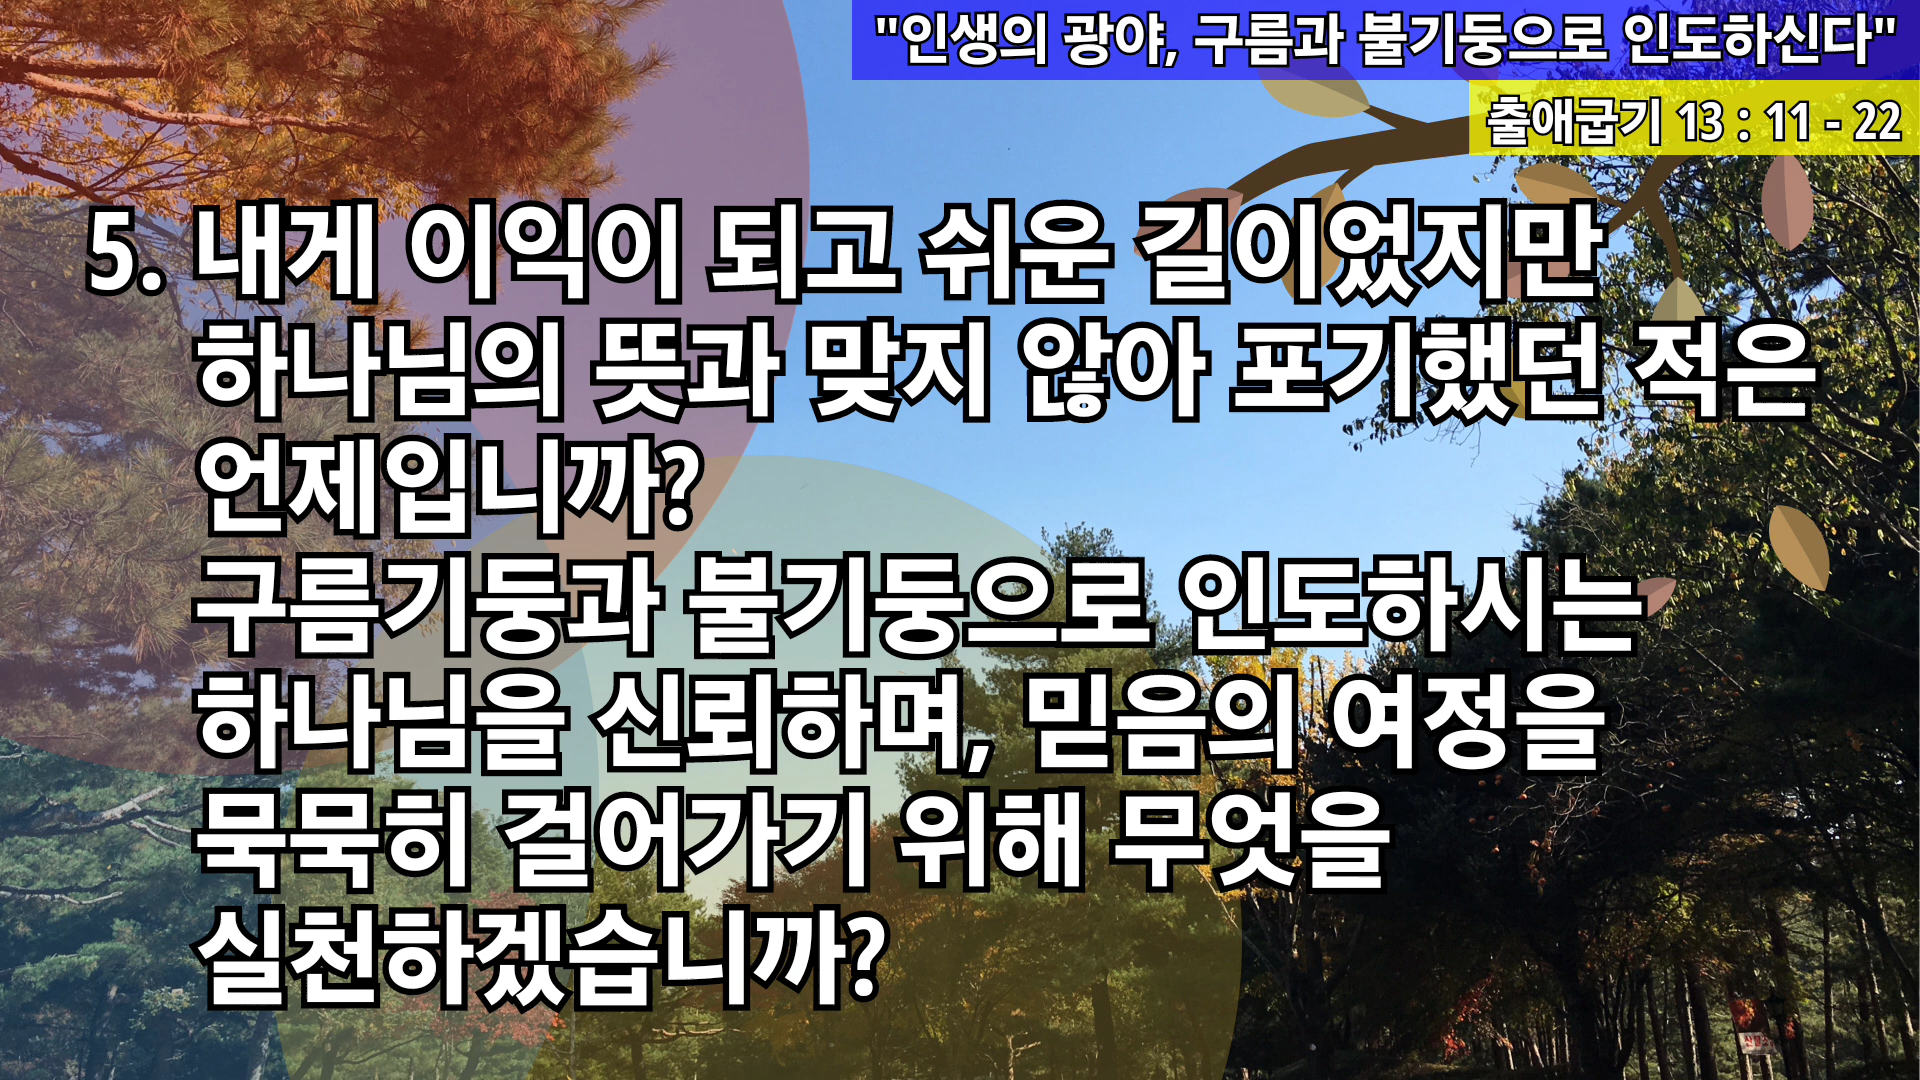 "인생의 광야, 구름과 불기둥으로 인도하신다"
출애굽기 13 : 11 - 22
5. 내게 이익이 되고 쉬운 길이었지만
하나님의 뜻과 맞지 않아 포기했던 적은
언제입니까?
구름기둥과 불기둥으로 인도하시는
하나님을 신뢰하며, 믿음의 여정을
묵묵히 걸어가기 위해 무엇을
실천하겠습니까?